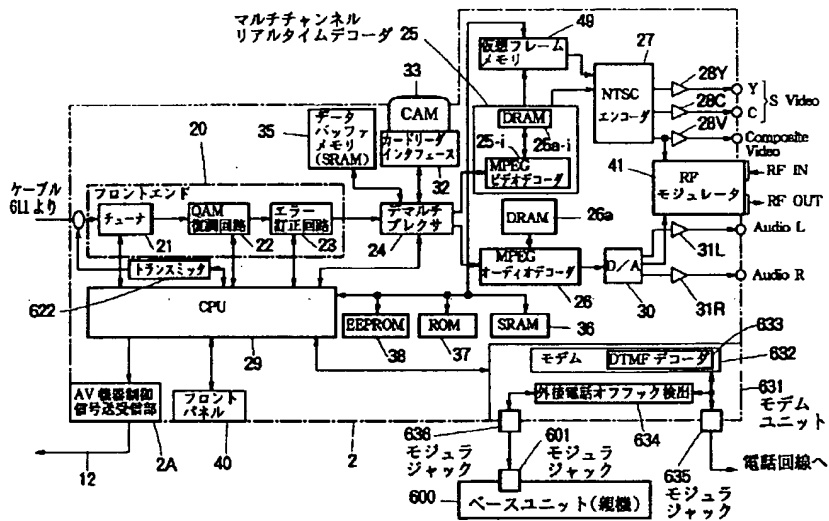 マルチチャンネル
リアルタイムデコーダ 25
49
仮想フレーム
メモリ
27
NTSC
エンコーダ
28Y
Y
28C
C
S Video
28V
Composite
Video
33
CAM
カードリーダ
インタフェース
32
35
データ
バッファ
メモリ
(SRAM)
DRAM
25-i
26a-i
MPEG
ビデオデコーダ
41
RF
モジュレータ
RF IN
RF OUT
20
フロントエンド
ケーブル
611より
チューナ
21
QAM
復調回路
22
エラー
訂正回路
23
デマルチ
プレクサ
24
DRAM
26a
MPEG
オーディオデコーダ
26
D/A
30
31L
Audio L
31R
Audio R
トランスミッタ
622
CPU
29
EEPROM
38
ROM
37
SRAM
36
モデム
DTMFデコーダ
633
632
外後電話オフフック検出
634
631
モデム
ユニット
AV機器制御
信号送受信部
2A
フロント
パネル
40
2
12
636
モジュラ
ジャック
601
モジュラ
ジャック
635
モジュラ
ジャック
電話回線へ
600
ベースユニット(親機)